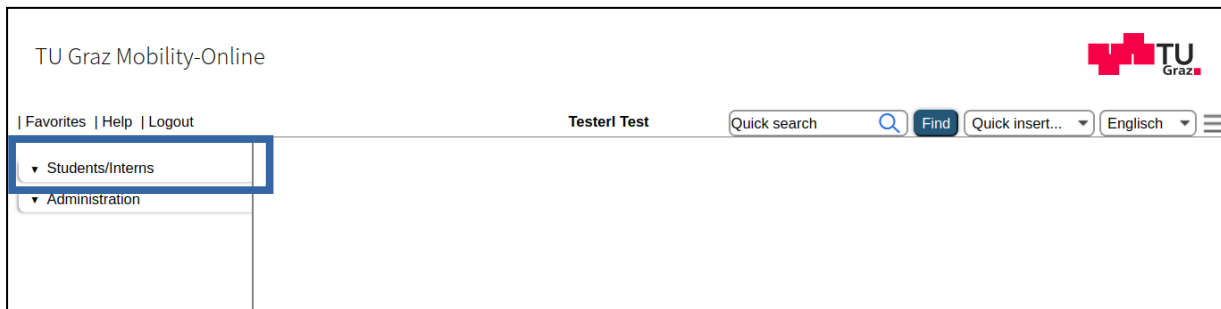 TU Graz Mobility-Online
TU
Graz
| Favorites | Help | Logout
Testerl Test
Quick search
Find
Quick insert...
Englisch
Students/Interns
Administration